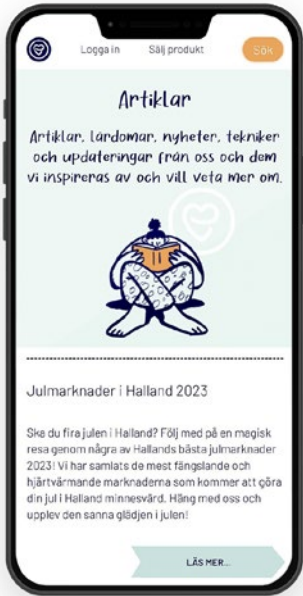 Logga in Sälj produkt Sök
Artiklar
Artiklar, lärdomar, nyheter, tekniker
och updateringar från oss och dem
vi inspireras av och vill veta mer om.
Julmarknader i Halland 2023
Ska du fira julen i Halland? Följ med på en magisk
resa genom några av Hallands bästa julmarknader
2023! Vi har samlats de mest fängslande och
hjärtvärmande marknaderna som kommer att göra
din jul i Halland minnesvärd. Häng med oss och
upplev den sanna glädjen i julen!
LÄS MER...